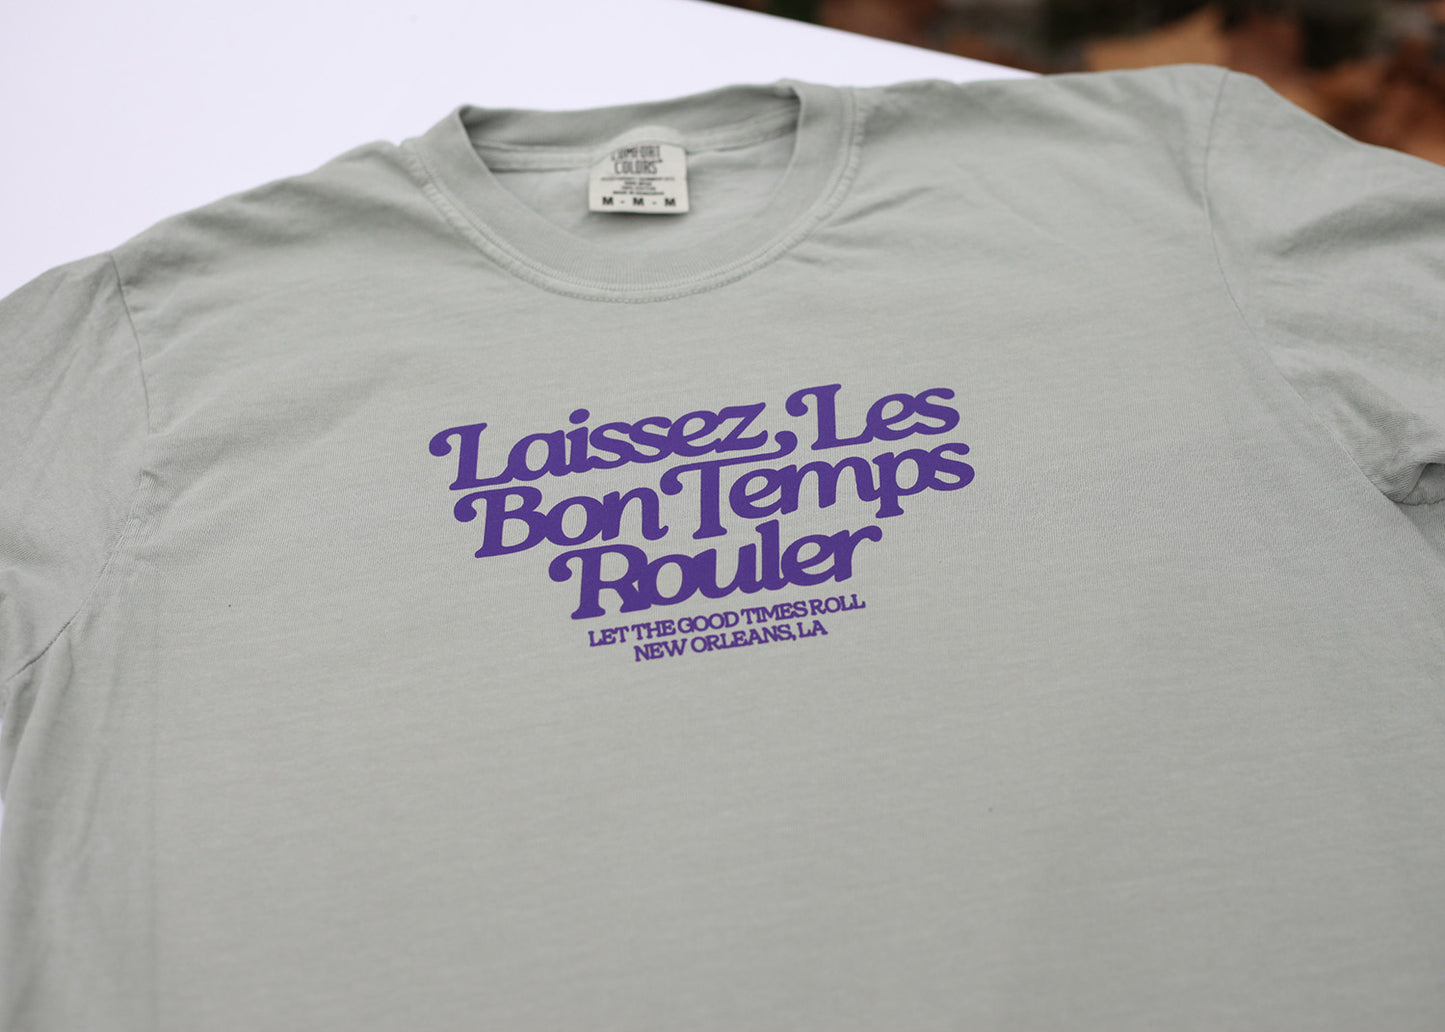 COMFORT
COLORS
M - M - M
Laissez, Les
Bon Temps
Rouler
LET THE GOOD TIMES ROLL
NEW ORLEANS, LA